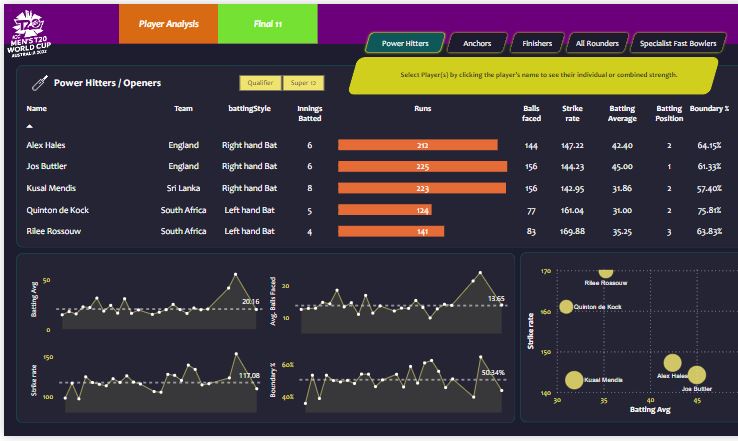 ICC
MEN'S T20
WORLD CUP
AUSTRALIA 2022
Player Analysis
Final 11
Power Hitters
Anchors
Finishers
All Rounders
Specialist Fast Bowlers
Power Hitters / Openers
Qualifier
Super 12
Select Player(s) by clicking the player's name to see their individual or combined strength.
Name Team battingStyle Innings Batted Runs Balls faced Strike rate Batting Average Batting Position Boundary %
Alex Hales England Right hand Bat 6 212 144 147.22 42.40 2 64.15%
Jos Buttler England Right hand Bat 6 225 156 144.23 45.00 1 61.33%
Kusal Mendis Sri Lanka Right hand Bat 8 223 156 142.95 31.86 2 57.40%
Quinton de Kock South Africa Left hand Bat 5 124 77 161.04 31.00 2 75.81%
Rilee Rossouw South Africa Left hand Bat 4 141 83 169.88 35.25 3 63.83%
Batting Avg
50
0
20.16
Avg. Balls Faced
20
10
13.65
Strike rate
150
100
117.08
Boundary %
60%
40%
50.34%
Strike rate
170
160
150
140
Rilee Rossouw
Quinton de Kock
Kusal Mendis
Alex Hales
Jos Buttler
30 35 40 45
Batting Avg